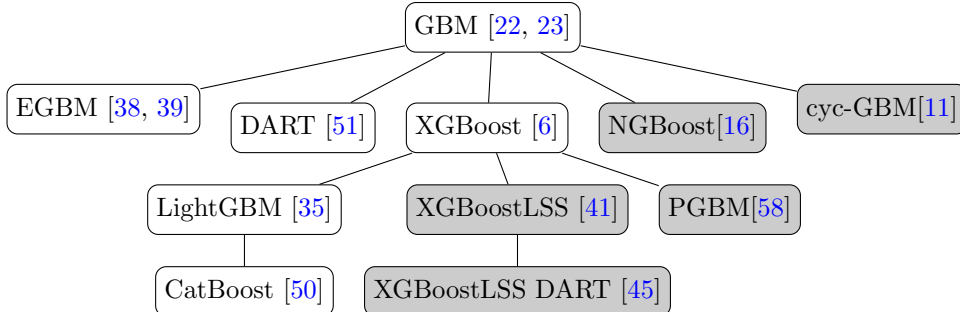 GBM [22, 23]
EGBM [38, 39]
DART [51]
XGBoost [6]
NGBoost[16]
cyc-GBM[11]
LightGBM [35]
XGBoostLSS [41]
PGBM[58]
CatBoost [50]
XGBoostLSS DART [45]